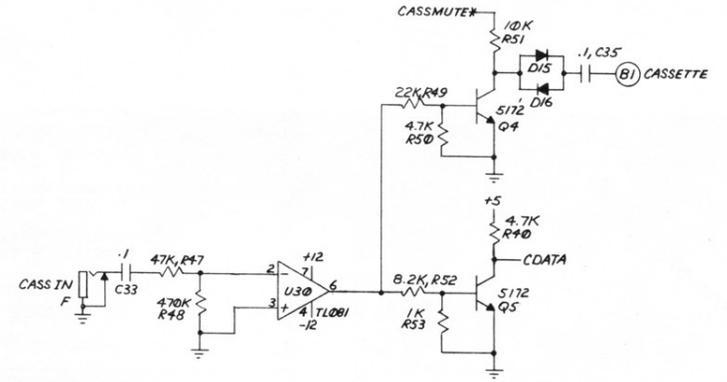 CASSMUTE*
10K
R51
.1, C35
D15
B1 CASSETTE
D16
22K,R49
4.7K
R50
5172
Q4
+5
4.7K
R40
CDATA
.1
47K,R47
+12
CASS IN
F
C33
2
-
7
6
8.2K,R52
U30
470K
R48
3
+
4
TL081
-12
1K
R53
5172
Q5